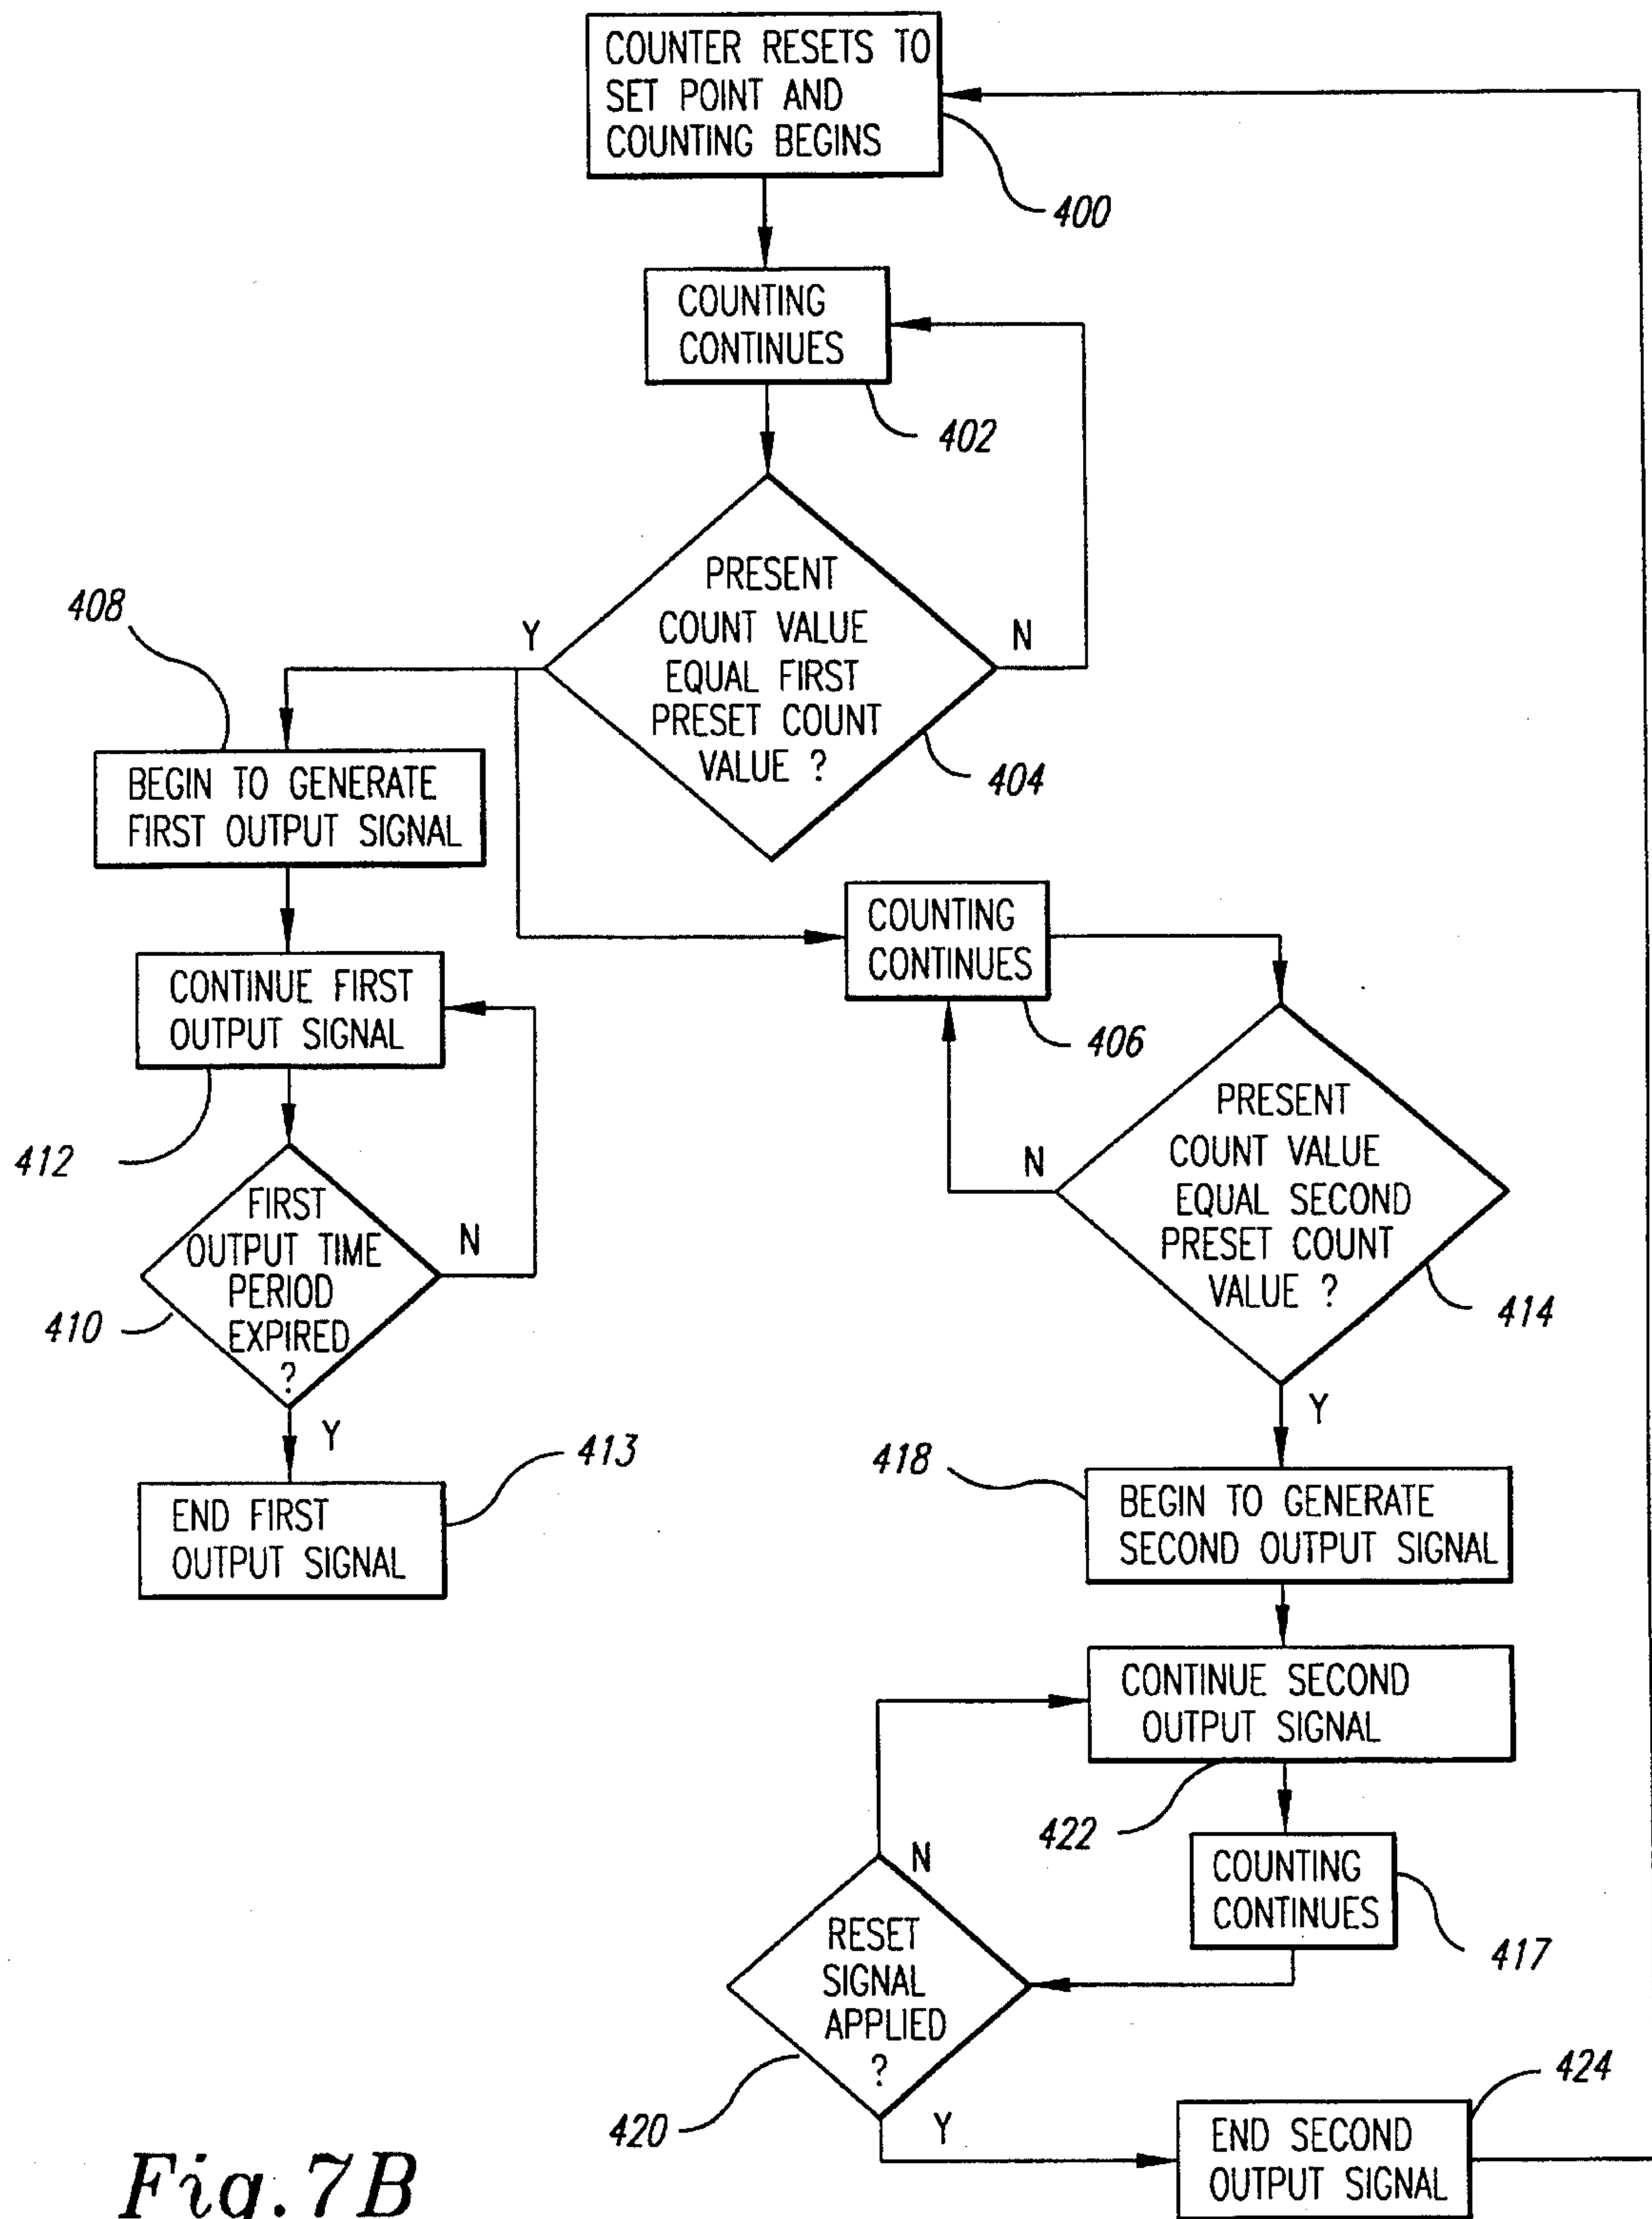 COUNTER RESETS TO
SET POINT AND
COUNTING BEGINS
400
COUNTING
CONTINUES
402
PRESENT
COUNT VALUE
EQUAL FIRST
PRESET COUNT
VALUE ?
Y
N
404
408
BEGIN TO GENERATE
FIRST OUTPUT SIGNAL
CONTINUE FIRST
OUTPUT SIGNAL
412
FIRST
OUTPUT TIME
PERIOD
EXPIRED
?
N
410
Y
END FIRST
OUTPUT SIGNAL
413
COUNTING
CONTINUES
406
PRESENT
COUNT VALUE
EQUAL SECOND
PRESET COUNT
VALUE ?
N
414
Y
418
BEGIN TO GENERATE
SECOND OUTPUT SIGNAL
CONTINUE SECOND
OUTPUT SIGNAL
422
COUNTING
CONTINUES
417
N
RESET
SIGNAL
APPLIED
?
420
Y
END SECOND
OUTPUT SIGNAL
424
Fig. 7B